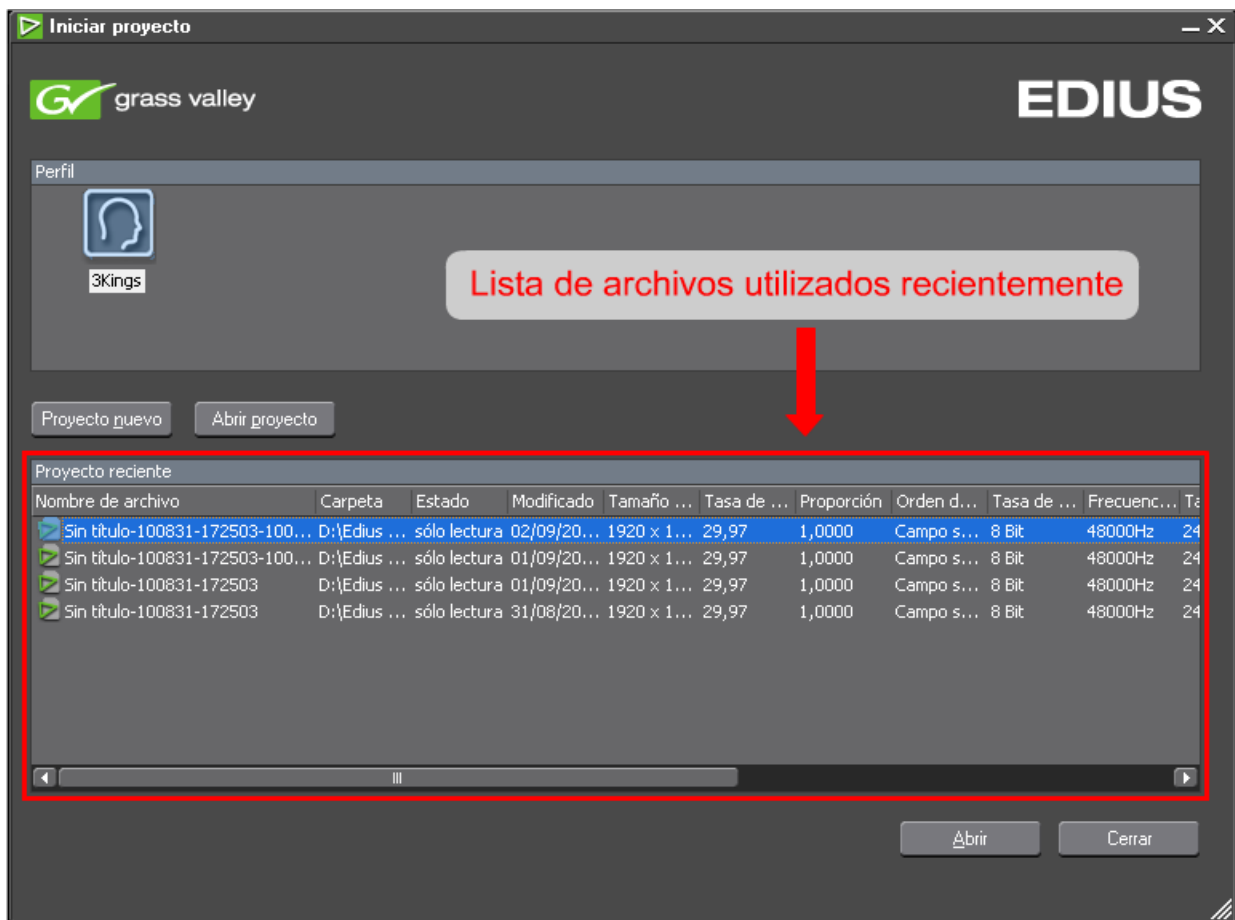 Iniciar proyecto
grass valley
EDIUS
Perfil
3Kings
Lista de archivos utilizados recientemente
Proyecto nuevo Abrir proyecto
Proyecto reciente
Nombre de archivo Carpeta Estado Modificado Tamaño ... Tasa de ... Proporción Orden d... Tasa de ... Frecuenc... Ta
Sin título-100831-172503-100... D:\Edius ... sólo lectura 02/09/20... 1920 x 1... 29,97 1,0000 Campo s... 8 Bit 48000Hz 24
Sin título-100831-172503-100... D:\Edius ... sólo lectura 01/09/20... 1920 x 1... 29,97 1,0000 Campo s... 8 Bit 48000Hz 24
Sin título-100831-172503 D:\Edius ... sólo lectura 01/09/20... 1920 x 1... 29,97 1,0000 Campo s... 8 Bit 48000Hz 24
Sin título-100831-172503 D:\Edius ... sólo lectura 31/08/20... 1920 x 1... 29,97 1,0000 Campo s... 8 Bit 48000Hz 24
Abrir Cerrar